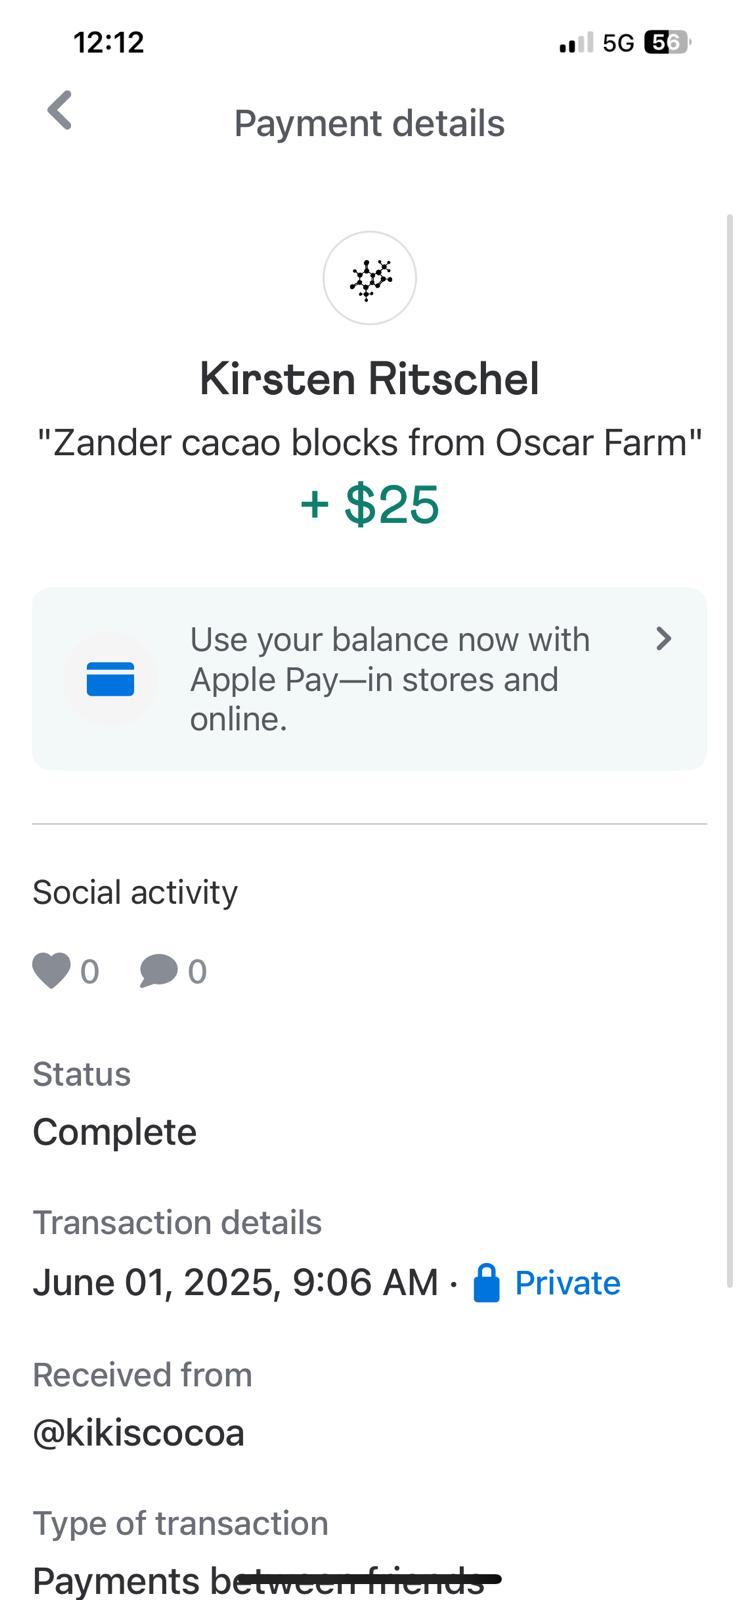 12:12
5G 56
Payment details
Kirsten Ritschel
"Zander cacao blocks from Oscar Farm"
+ $25
Use your balance now with
Apple Pay—in stores and
online.
Social activity
0 0
Status
Complete
Transaction details
June 01, 2025, 9:06 AM · Private
Received from
@kikiscocoa
Type of transaction
Payments between friends